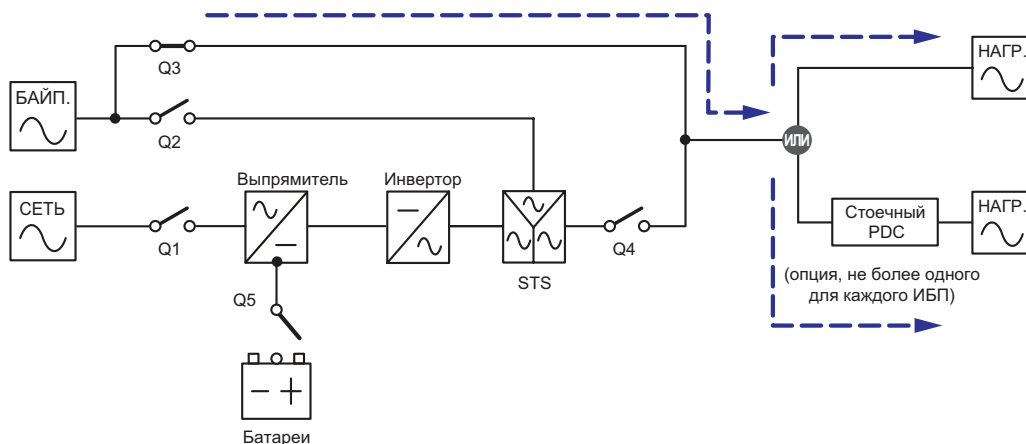 Q3
НАГР.
БАЙП.
Q2
ИЛИ
Выпрямитель
Инвертор
СЕТЬ
Q1
STS
Q4
Стоечный
PDC
НАГР.
(опция, не более одного
для каждого ИБП)
Q5
Батареи